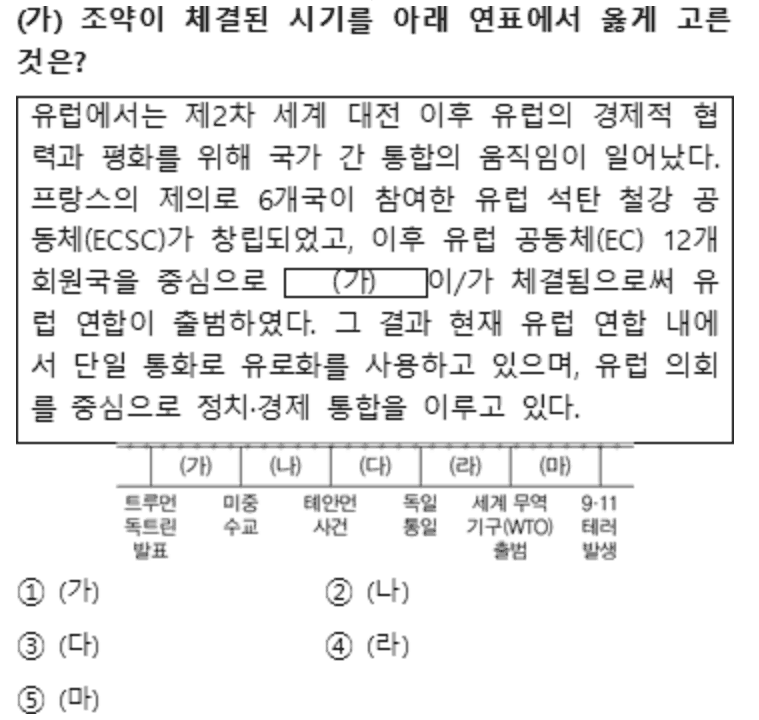 (가) 조약이 체결된 시기를 아래 연표에서 옳게 고른
것은?
유럽에서는 제2차 세계 대전 이후 유럽의 경제적 협
력과 평화를 위해 국가 간 통합의 움직임이 일어났다.
프랑스의 제의로 6개국이 참여한 유럽 석탄 철강 공
동체(ECSC)가 창립되었고, 이후 유럽 공동체(EC) 12개
회원국을 중심으로 (가) 이/가 체결됨으로써 유
럽 연합이 출범하였다. 그 결과 현재 유럽 연합 내에
서 단일 통화로 유로화를 사용하고 있으며, 유럽 의회
를 중심으로 정치·경제 통합을 이루고 있다.
(가) (나) (다) (라) (마)
트루먼 미중 톈안먼 독일 세계 무역 9·11
독트린 수교 사건 통일 기구(WTO) 테러
발표 출범 발생
① (가) ② (나)
③ (다) ④ (라)
⑤ (마)